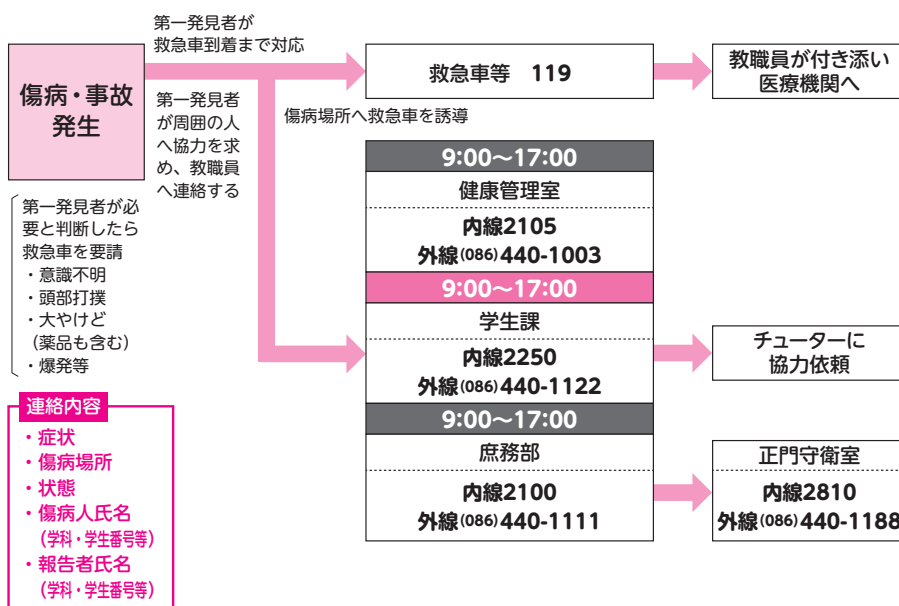 傷病・事故
発生
第一発見者が
救急車到着まで対応
第一発見者
が周囲の人
へ協力を求
め、教職員
へ連絡する
救急車等 119
教職員が付き添い
医療機関へ
傷病場所へ救急車を誘導
第一発見者が必
要と判断したら
救急車を要請
・意識不明
・頭部打撲
・大やけど
(薬品も含む)
・爆発等
9:00〜17:00
健康管理室
内線2105
外線(086)440-1003
9:00〜17:00
学生課
内線2250
外線(086)440-1122
チューターに
協力依頼
9:00〜17:00
庶務部
内線2100
外線(086)440-1111
正門守衛室
内線2810
外線(086)440-1188
連絡内容
・症状
・傷病場所
・状態
・傷病人氏名
(学科・学生番号等)
・報告者氏名
(学科・学生番号等)